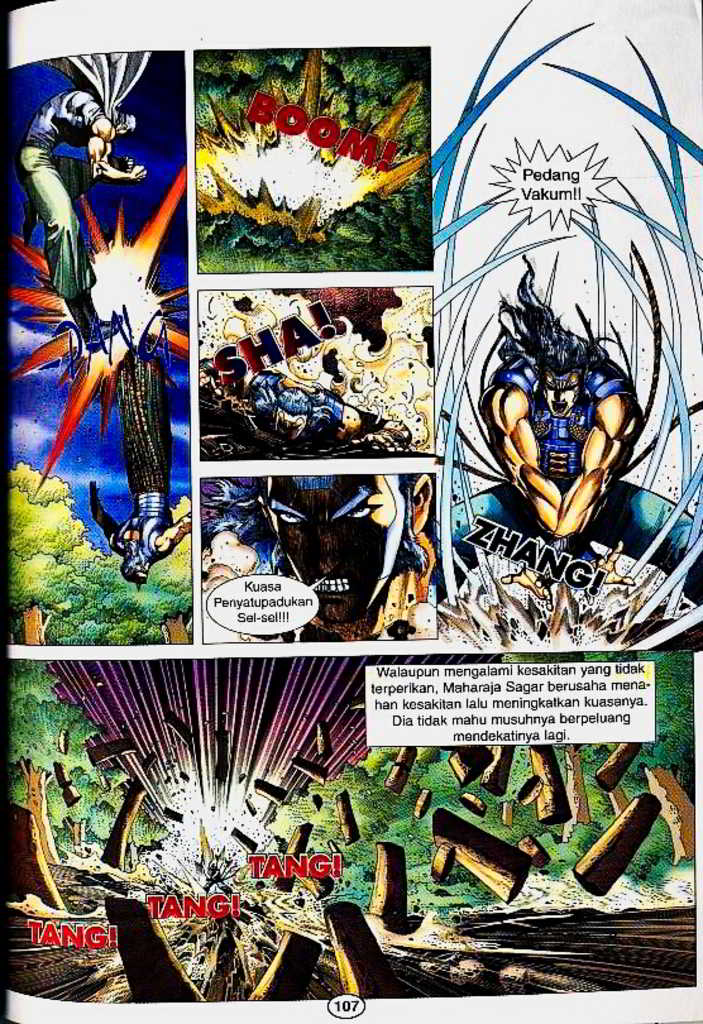 PANG!
BOOM!
SHA!
Kuasa
Penyatupadukan
Sel-sel!!!
Pedang
Vakum!!
ZHANG!
Walaupun mengalami kesakitan yang tidak
terperikan, Maharaja Sagar berusaha mena-
han kesakitan lalu meningkatkan kuasanya.
Dia tidak mahu musuhnya berpeluang
mendekatinya lagi.
TANG!
TANG!
TANG!
107